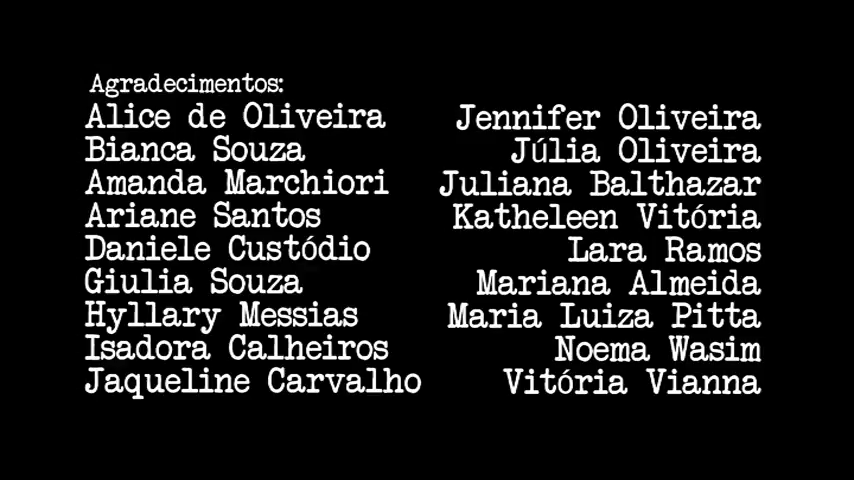 Agradecimentos:
Alice de Oliveira
Bianca Souza
Amanda Marchiori
Ariane Santos
Daniele Custódio
Giulia Souza
Hyllary Messias
Isadora Calheiros
Jaqueline Carvalho
Jennifer Oliveira
Júlia Oliveira
Juliana Balthazar
Katheleen Vitória
Lara Ramos
Mariana Almeida
Maria Luiza Pitta
Noema Wasim
Vitória Vianna